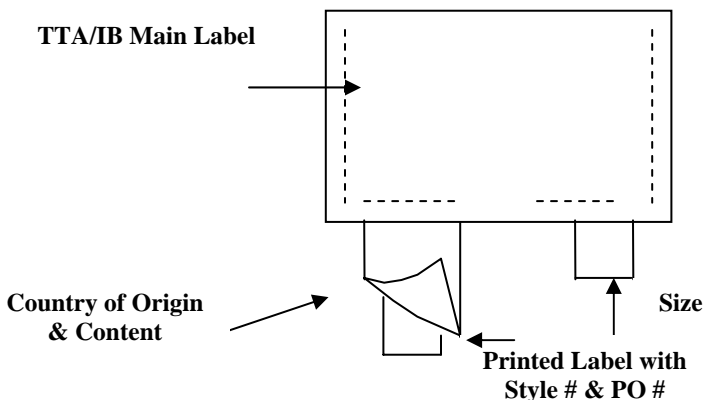 TTA/IB Main Label
Country of Origin
& Content
Size
Printed Label with
Style # & PO #